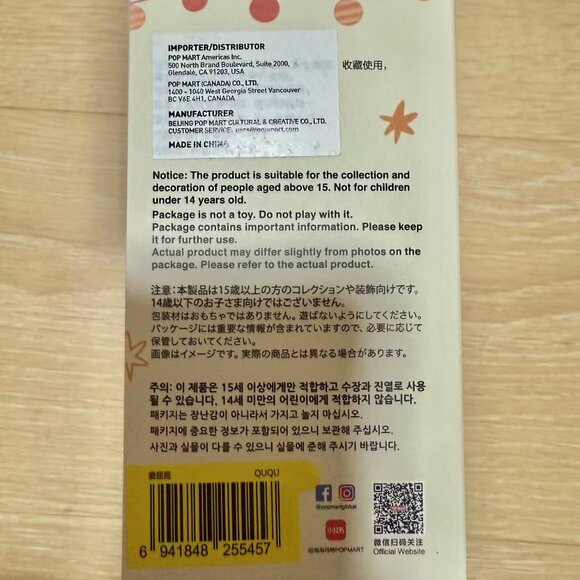 IMPORTER/DISTRIBUTOR
POP MART Americas Inc.
500 North Brand Boulevard, Suite 2000,
Glendale, CA 91203, USA
POP MART (CANADA) CO., LTD.
1400 - 1040 West Georgia Street Vancouver
BC V6E 4H1, CANADA
MANUFACTURER
BEIJING POP MART CULTURAL & CREATIVE CO., LTD.
CUSTOMER SERVICE:
MADE IN CHINA
收藏使用,
Notice: The product is suitable for the collection and
decoration of people aged above 15. Not for children
under 14 years old.
Package is not a toy. Do not play with it.
Package contains important information. Please keep
it for further use.
Actual product may differ slightly from photos on the
package. Please refer to the actual product.
注意:本製品は15歳以上の方のコレクションや装飾向けです。
14歳以下のお子さま向けではございません。
包装材はおもちゃではありません。遊ばないようにしてください。
パッケージには重要な情報が含まれていますので、必要に応じて
保管しておいてください。
画像はイメージです。実際の商品とは異なる場合があります。
주의: 이 제품은 15세 이상에게만 적합하고 수장과 진열로 사용
될 수 있습니다. 14세 미만의 어린이에게 적합하지 않습니다.
패키지는 장난감이 아니라서 가지고 놀지 마십시오.
패키지에 중요한 정보가 포함되어 있으니 보관해 주십시오.
사진과 실물이 다를 수 있으니 실물에 준해 주시기 바랍니다.
委屈屈 QUQU
6 941848 255457
@popmartglobal
小红书
@泡泡玛特POPMART
微信扫码关注
Official Website